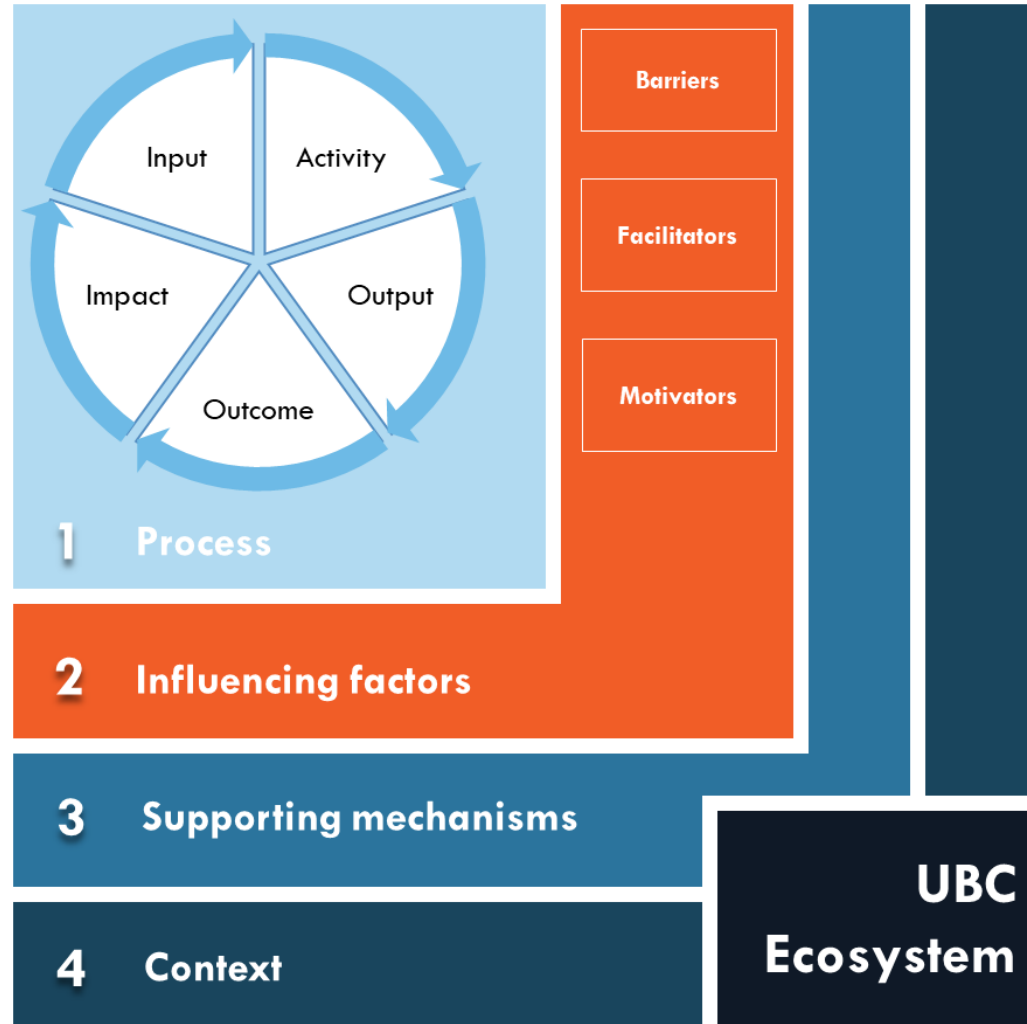 Input
Activity
Impact
Output
Outcome
1 Process
Barriers
Facilitators
Motivators
2 Influencing factors
3 Supporting mechanisms
4 Context
UBC
Ecosystem